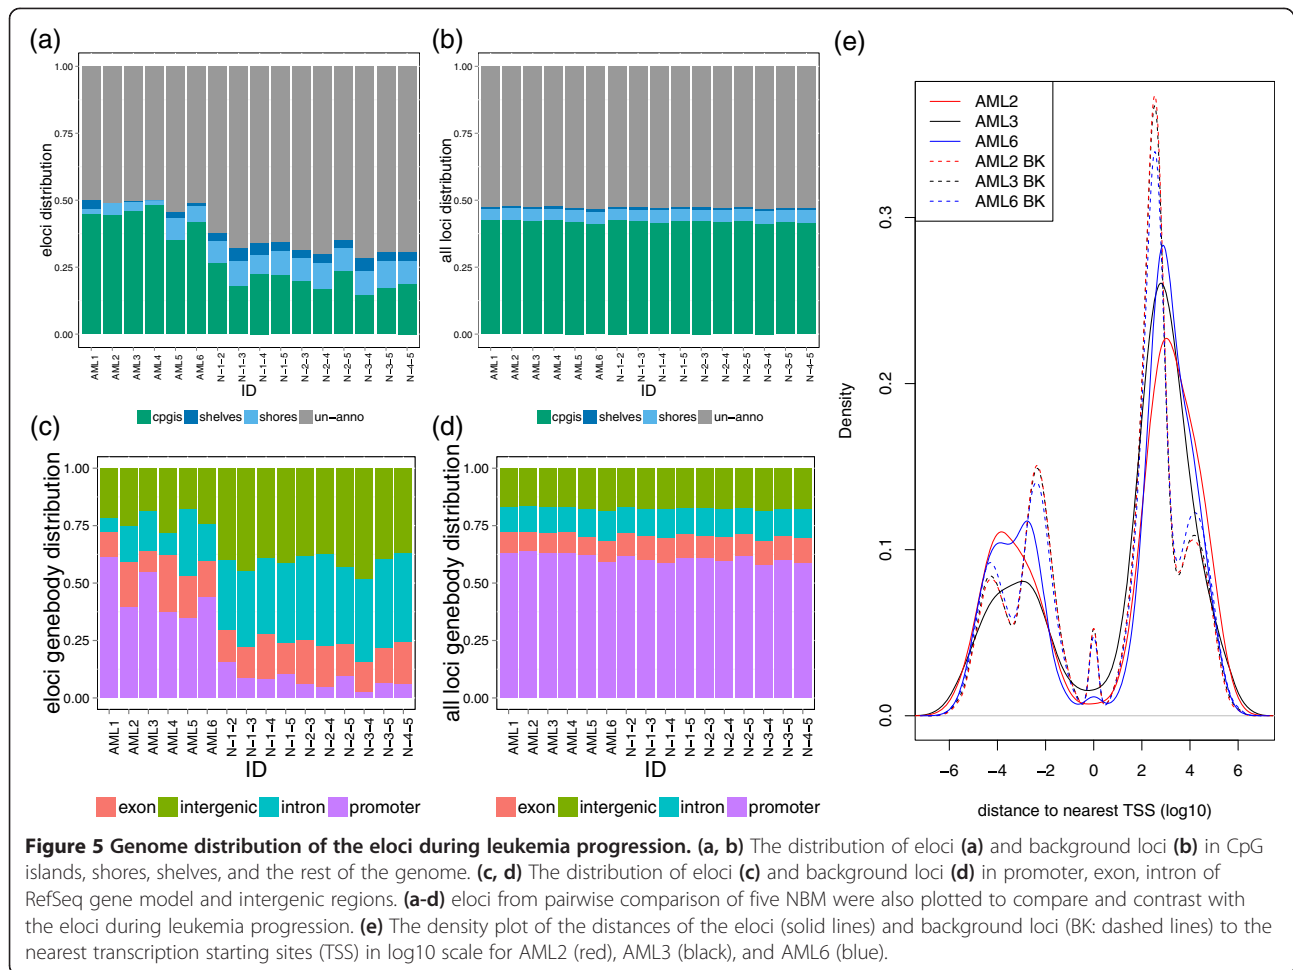 (a)
eloci distribution
1.00
0.75
0.50
0.25
0.00
AML1 AML2 AML3 AML4 AML5 AML6 N-1-2 N-1-3 N-1-4 N-1-5 N-2-3 N-2-4 N-2-5 N-3-4 N-3-5 N-4-5
ID
cpgis shelves shores un-anno
(b)
all loci distribution
1.00
0.75
0.50
0.25
0.00
AML1 AML2 AML3 AML4 AML5 AML6 N-1-2 N-1-3 N-1-4 N-1-5 N-2-3 N-2-4 N-2-5 N-3-4 N-3-5 N-4-5
ID
cpgis shelves shores un-anno
(c)
eloci genebody distribution
1.00
0.75
0.50
0.25
0.00
AML1 AML2 AML3 AML4 AML5 AML6 N-1-2 N-1-3 N-1-4 N-1-5 N-2-3 N-2-4 N-2-5 N-3-4 N-3-5 N-4-5
ID
exon intergenic intron promoter
(d)
all loci genebody distribution
1.00
0.75
0.50
0.25
0.00
AML1 AML2 AML3 AML4 AML5 AML6 N-1-2 N-1-3 N-1-4 N-1-5 N-2-3 N-2-4 N-2-5 N-3-4 N-3-5 N-4-5
ID
exon intergenic intron promoter
(e)
AML2
AML3
AML6
AML2 BK
AML3 BK
AML6 BK
Density
0.3
0.2
0.1
0.0
−6 −4 −2 0 2 4 6
distance to nearest TSS (log10)
Figure 5 Genome distribution of the eloci during leukemia progression. (a, b) The distribution of eloci (a) and background loci (b) in CpG
islands, shores, shelves, and the rest of the genome. (c, d) The distribution of eloci (c) and background loci (d) in promoter, exon, intron of
RefSeq gene model and intergenic regions. (a-d) eloci from pairwise comparison of five NBM were also plotted to compare and contrast with
the eloci during leukemia progression. (e) The density plot of the distances of the eloci (solid lines) and background loci (BK: dashed lines) to the
nearest transcription starting sites (TSS) in log10 scale for AML2 (red), AML3 (black), and AML6 (blue).